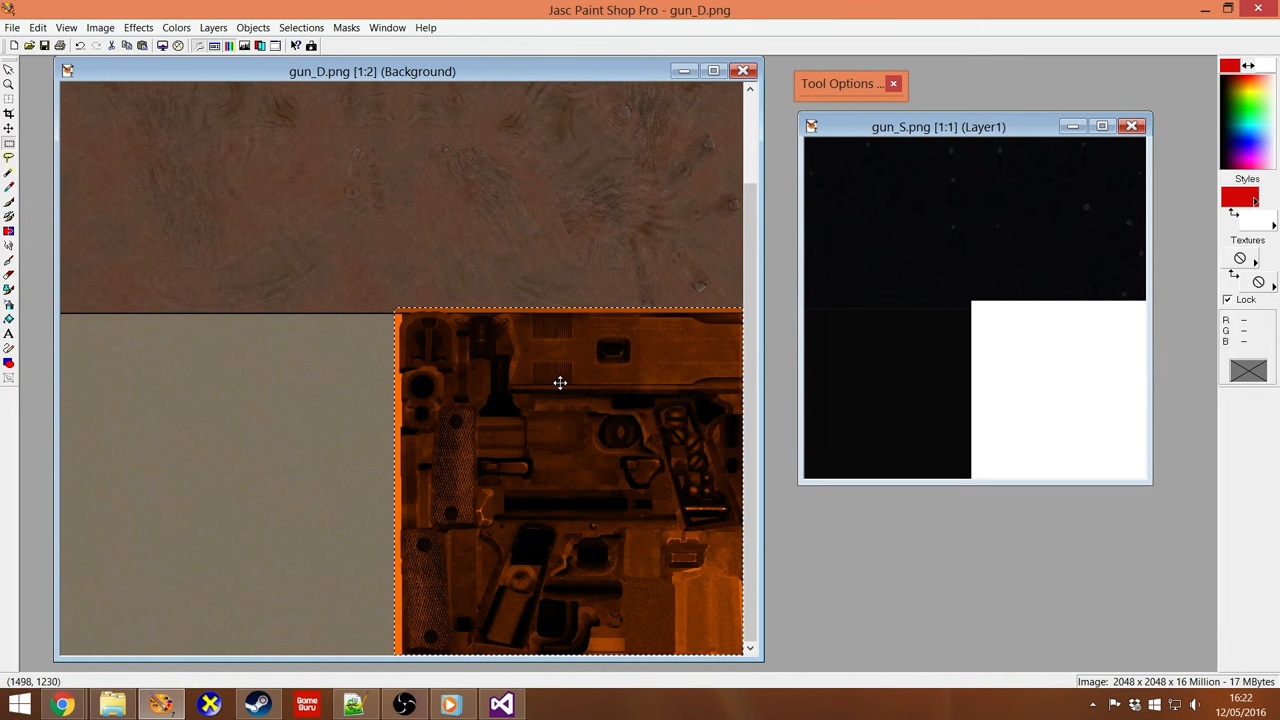 Jasc Paint Shop Pro - gun_D.png
File Edit View Image Effects Colors Layers Objects Selections Masks Window Help
gun_D.png [1:2] (Background)
Tool Options ...
gun_S.png [1:1] (Layer1)
Styles
Textures
Lock
R –
G –
B –
(1498, 1230)
Image: 2048 x 2048 x 16 Million - 17 MBytes
GameGuru
16:22
12/05/2016